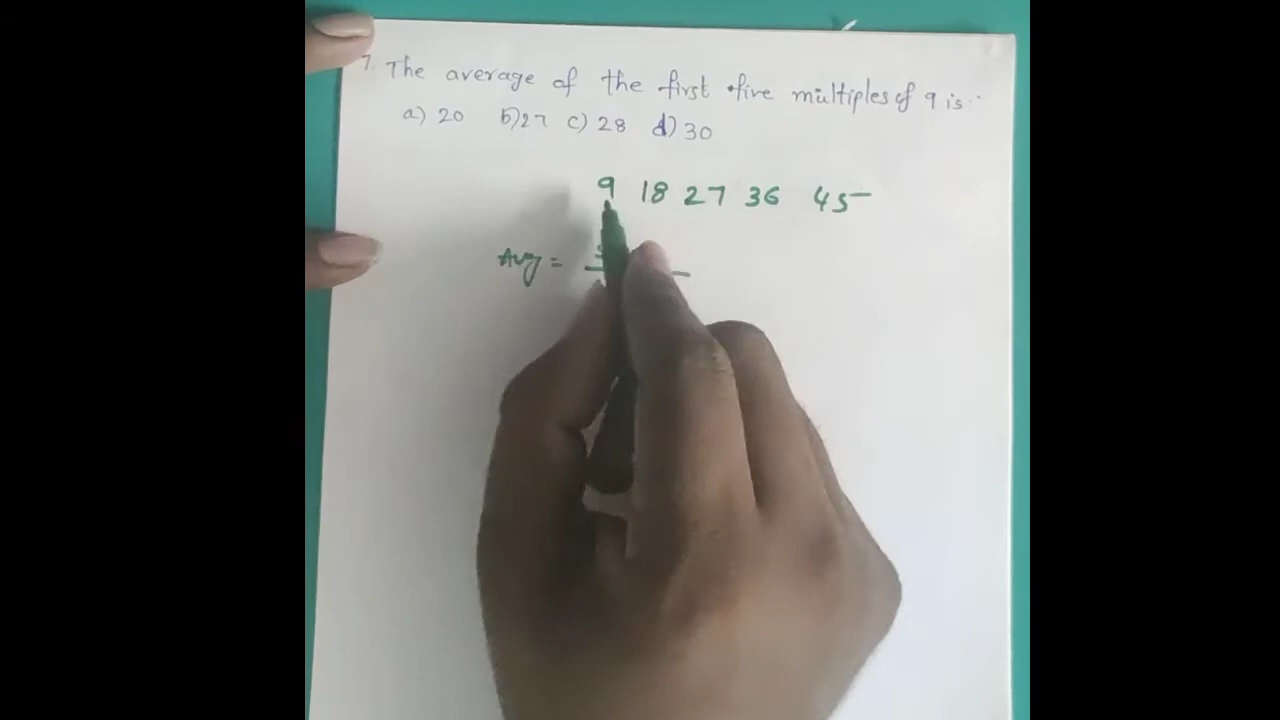 7. The average of the first five multiples of 9 is.
a) 20 b) 27 c) 28 d) 30
9 18 27 36 45
Avg =